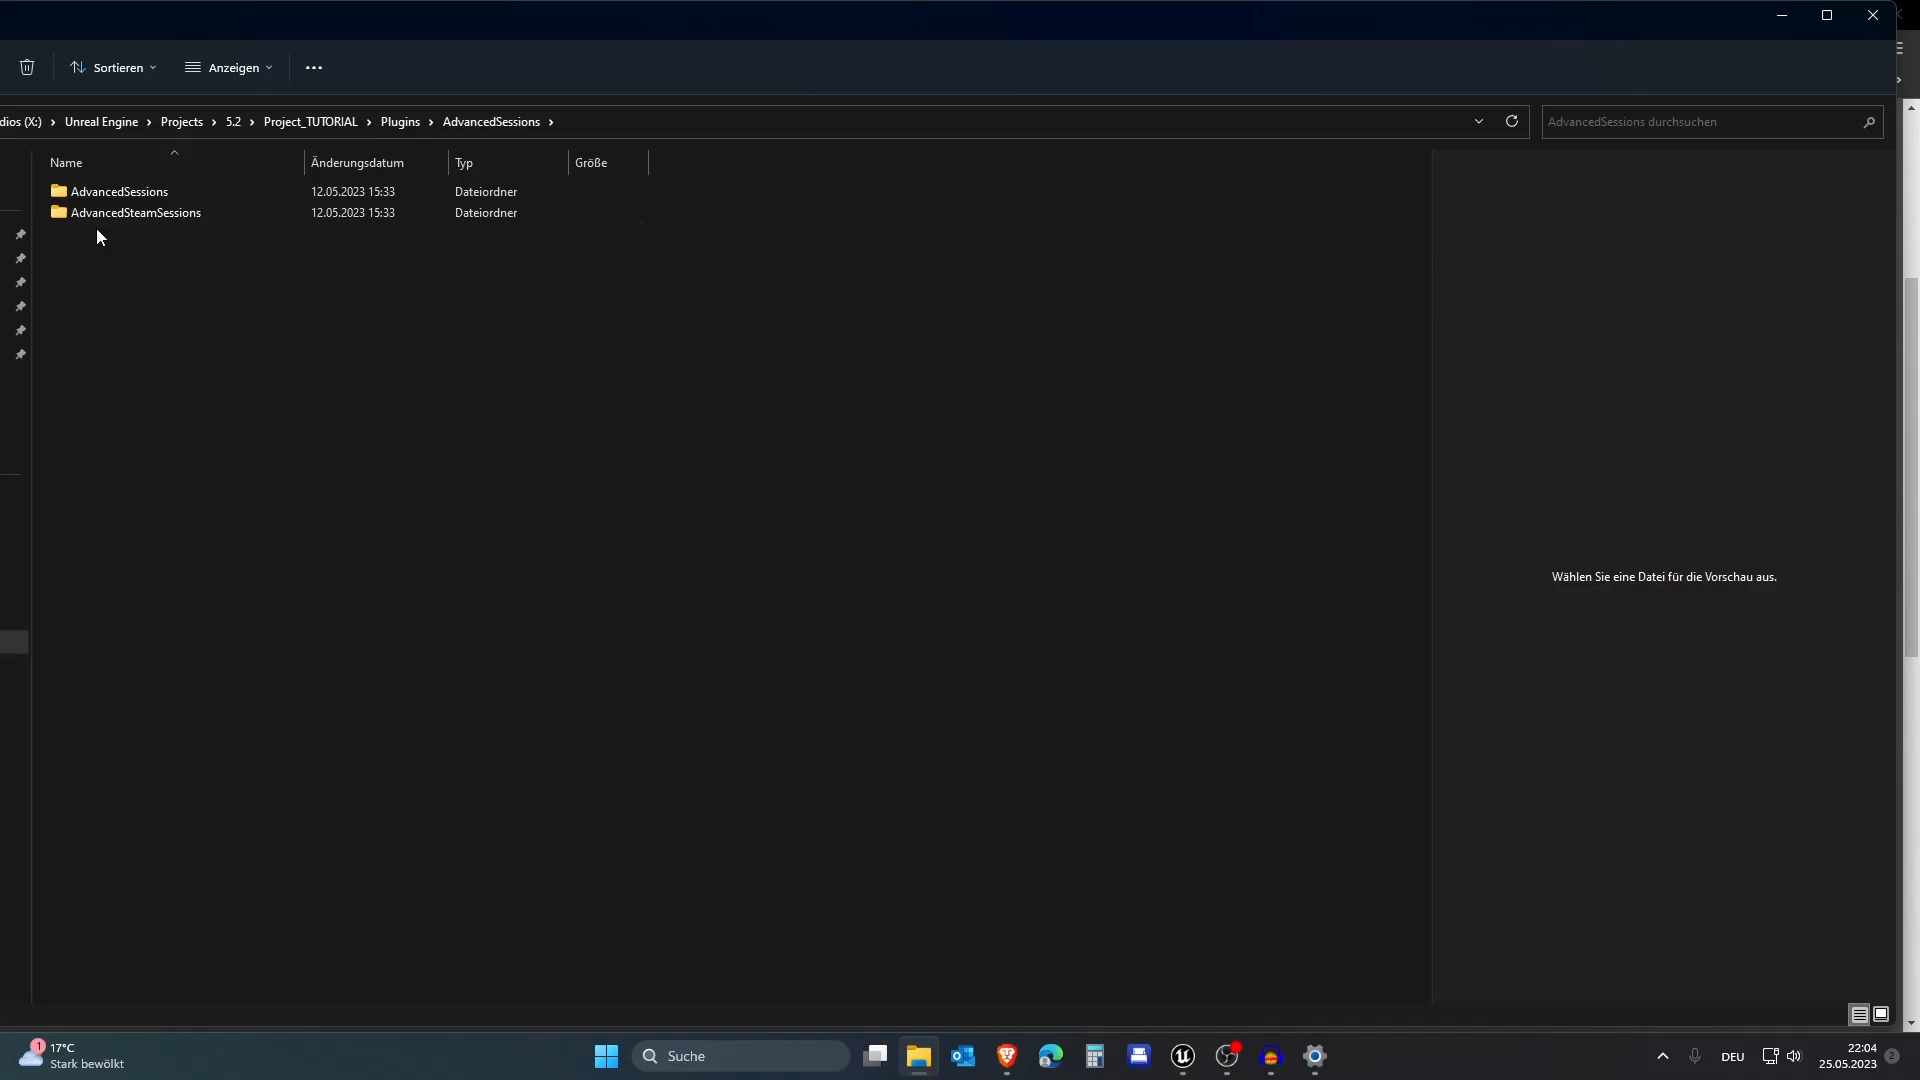 Sortieren Anzeigen
dios (X:) > Unreal Engine > Projects > 5.2 > Project_TUTORIAL > Plugins > AdvancedSessions >
AdvancedSessions durchsuchen
Name Änderungsdatum Typ Größe
AdvancedSessions 12.05.2023 15:33 Dateiordner
AdvancedSteamSessions 12.05.2023 15:33 Dateiordner
Wählen Sie eine Datei für die Vorschau aus.
1
17°C
Stark bewölkt
Suche
DEU
22:04
25.05.2023
2